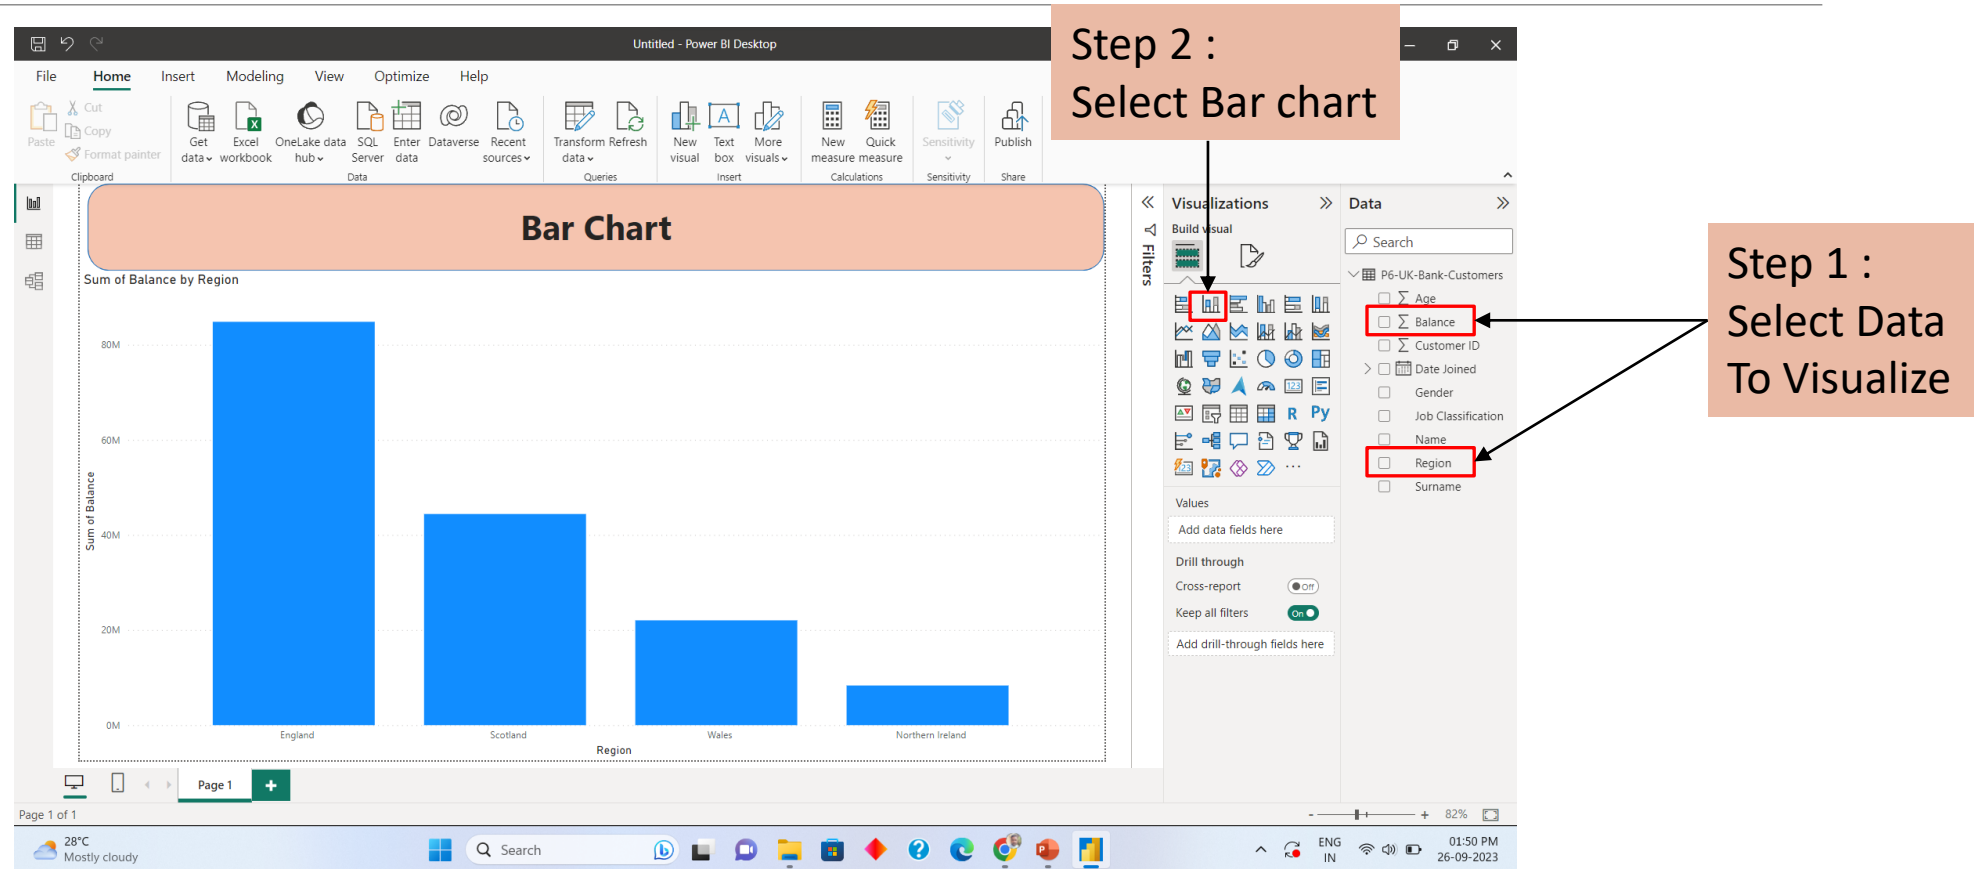 Step 2 :
Select Bar chart
Untitled - Power BI Desktop
File Home Insert Modeling View Optimize Help
Paste
Cut
Copy
Format painter
Get data
Excel workbook
OneLake data hub
SQL Server
Enter data
Dataverse
Recent sources
Transform data
Refresh
New visual
Text box
More visuals
New measure
Quick measure
Sensitivity
Publish
Clipboard
Data
Queries
Insert
Calculations
Sensitivity
Share
Bar Chart
Sum of Balance by Region
80M
60M
40M
20M
0M
Sum of Balance
England
Scotland
Wales
Northern Ireland
Region
Filters
Visualizations
Build visual
123
R Py
123
Values
Add data fields here
Drill through
Cross-report
Off
Keep all filters
On
Add drill-through fields here
Data
Search
P6-UK-Bank-Customers
Age
Balance
Customer ID
Date Joined
Gender
Job Classification
Name
Region
Surname
Step 1 :
Select Data
To Visualize
Page 1
Page 1 of 1
82%
28°C
Mostly cloudy
Search
ENG
IN
01:50 PM
26-09-2023